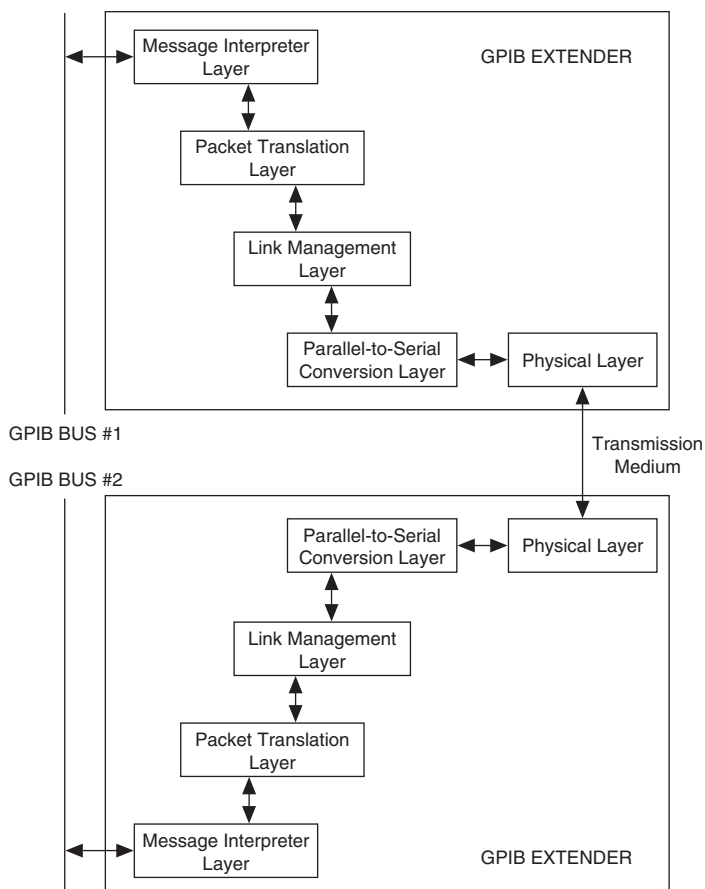 Message Interpreter
Layer
GPIB EXTENDER
Packet Translation
Layer
Link Management
Layer
Parallel-to-Serial
Conversion Layer
Physical Layer
GPIB BUS #1
Transmission
Medium
GPIB BUS #2
Parallel-to-Serial
Conversion Layer
Physical Layer
Link Management
Layer
Packet Translation
Layer
Message Interpreter
Layer
GPIB EXTENDER